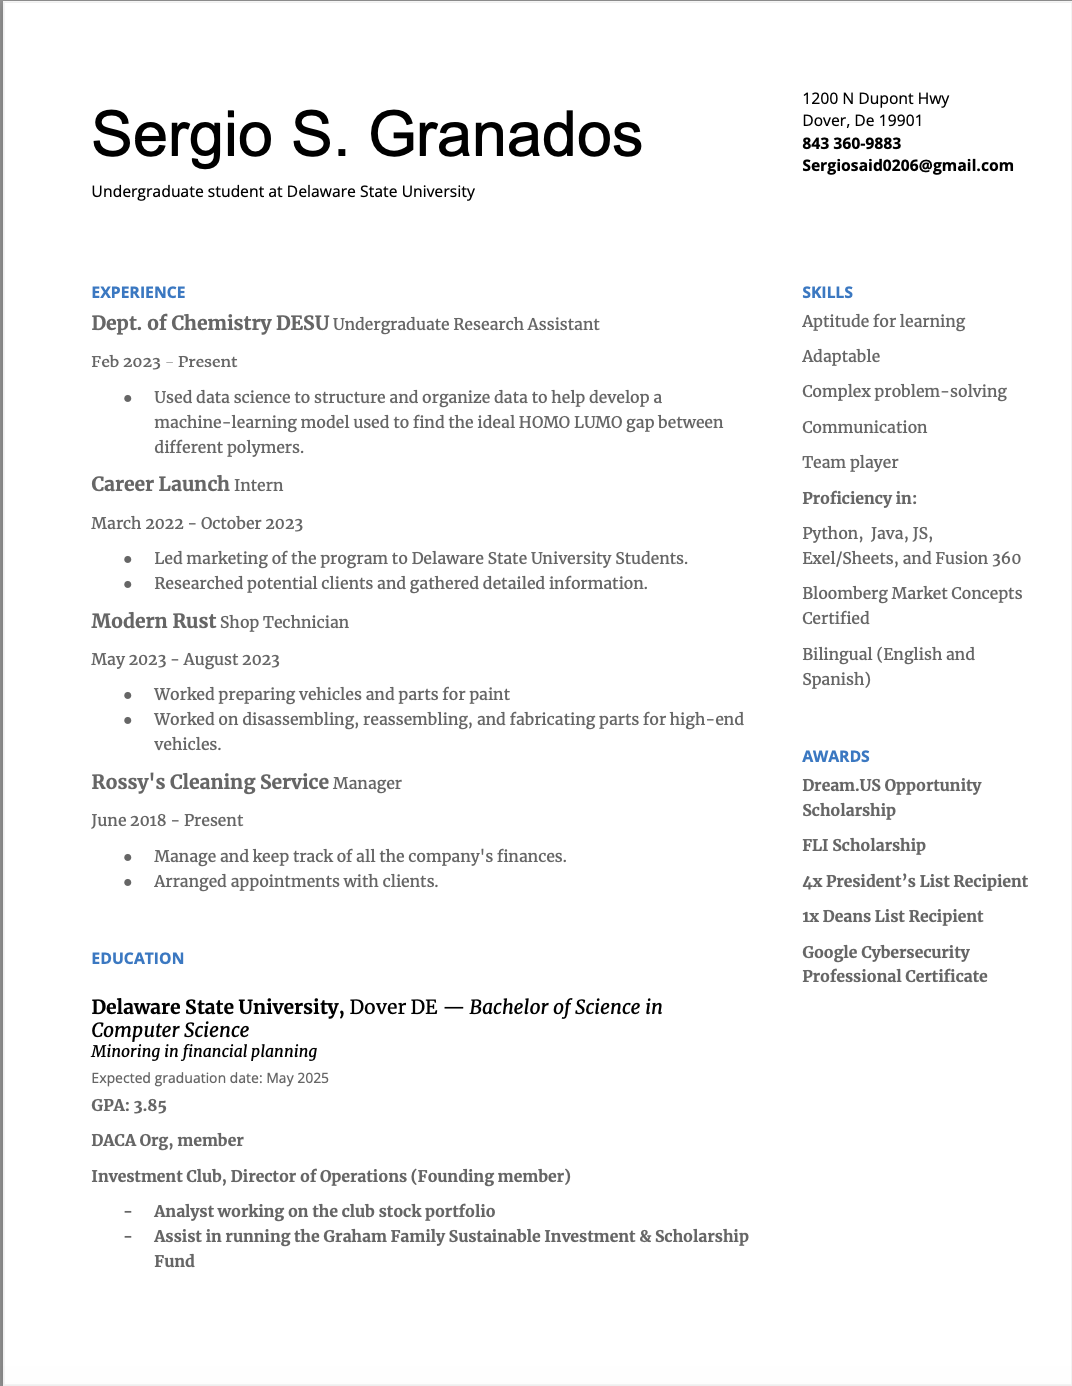 Sergio S. Granados
Undergraduate student at Delaware State University
1200 N Dupont Hwy
Dover, De 19901
843 360-9883
Sergiosaid0206@gmail.com
EXPERIENCE
Dept. of Chemistry DESU Undergraduate Research Assistant
Feb 2023 - Present
● Used data science to structure and organize data to help develop a
machine-learning model used to find the ideal HOMO LUMO gap between
different polymers.
Career Launch Intern
March 2022 - October 2023
● Led marketing of the program to Delaware State University Students.
● Researched potential clients and gathered detailed information.
Modern Rust Shop Technician
May 2023 - August 2023
● Worked preparing vehicles and parts for paint
● Worked on disassembling, reassembling, and fabricating parts for high-end
vehicles.
Rossy's Cleaning Service Manager
June 2018 - Present
● Manage and keep track of all the company's finances.
● Arranged appointments with clients.
EDUCATION
Delaware State University, Dover DE — Bachelor of Science in
Computer Science
Minoring in financial planning
Expected graduation date: May 2025
GPA: 3.85
DACA Org, member
Investment Club, Director of Operations (Founding member)
- Analyst working on the club stock portfolio
- Assist in running the Graham Family Sustainable Investment & Scholarship
Fund
SKILLS
Aptitude for learning
Adaptable
Complex problem-solving
Communication
Team player
Proficiency in:
Python,  Java, JS,
Exel/Sheets, and Fusion 360
Bloomberg Market Concepts
Certified
Bilingual (English and
Spanish)
AWARDS
Dream.US Opportunity
Scholarship
FLI Scholarship
4x President’s List Recipient
1x Deans List Recipient
Google Cybersecurity
Professional Certificate